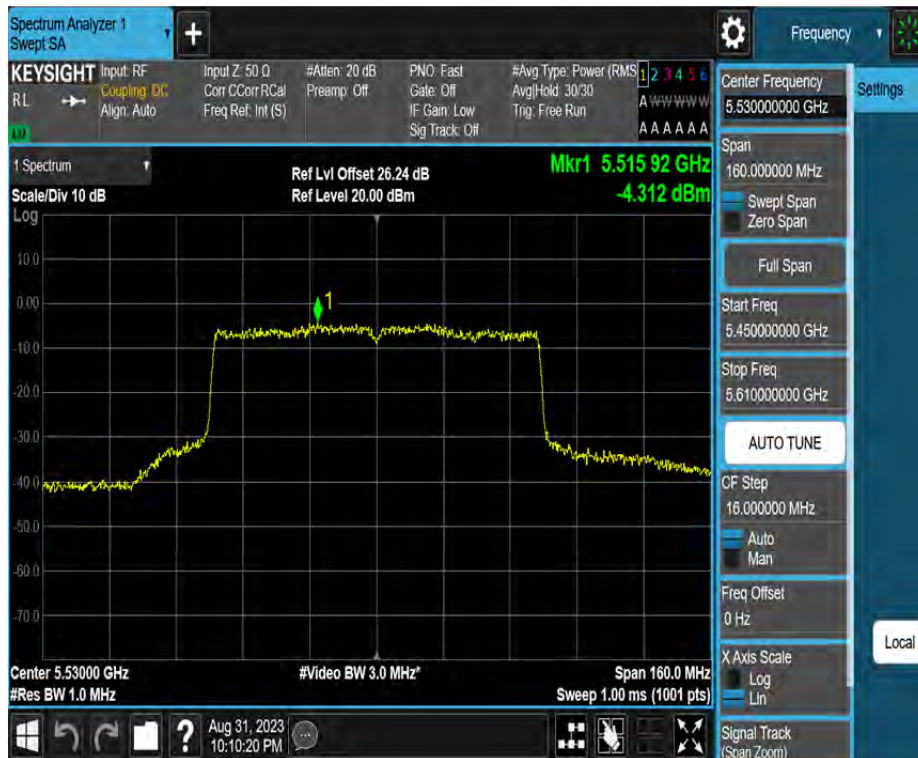 Spectrum Analyzer 1
Swept SA
+
Frequency
KEYSIGHT
RL
Input: RF
Coupling: DC
Align: Auto
Input Z: 50 Ω
Corr CCorr RCal
Freq Ref: Int (S)
#Atten: 20 dB
Preamp: Off
PNO: Fast
Gate: Off
IF Gain: Low
Sig Track: Off
#Avg Type: Power (RMS
Avg|Hold: 30/30
Trig: Free Run
1 2 3 4 5 6
A W W W W W
A A A A A A
Settings
Center Frequency
5.530000000 GHz
Span
160.000000 MHz
Swept Span
Zero Span
Full Span
Start Freq
5.450000000 GHz
Stop Freq
5.610000000 GHz
AUTO TUNE
CF Step
16.000000 MHz
Auto
Man
Freq Offset
0 Hz
X Axis Scale
Log
Lin
Signal Track
(Span Zoom)
Local
1 Spectrum
Scale/Div 10 dB
Ref Lvl Offset 26.24 dB
Ref Level 20.00 dBm
Mkr1 5.515 92 GHz
-4.312 dBm
Log
10.0
0.00
-10.0
-20.0
-30.0
-40.0
-50.0
-60.0
-70.0
1
Center 5.53000 GHz
#Res BW 1.0 MHz
#Video BW 3.0 MHz*
Span 160.0 MHz
Sweep 1.00 ms (1001 pts)
?
Aug 31, 2023
10:10:20 PM